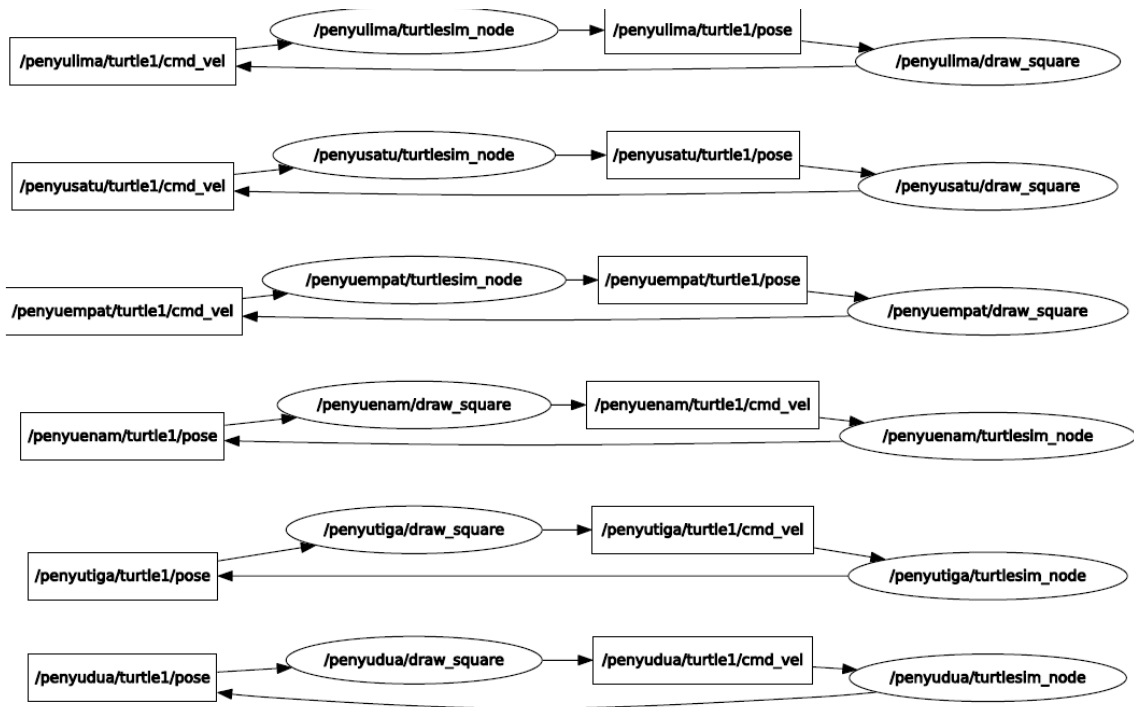 /penyulima/turtlesim_node
/penyulima/turtle1/pose
/penyulima/turtle1/cmd_vel
/penyulima/draw_square
/penyusatu/turtlesim_node
/penyusatu/turtle1/pose
/penyusatu/turtle1/cmd_vel
/penyusatu/draw_square
/penyuempat/turtlesim_node
/penyuempat/turtle1/pose
/penyuempat/turtle1/cmd_vel
/penyuempat/draw_square
/penyuenam/draw_square
/penyuenam/turtle1/cmd_vel
/penyuenam/turtle1/pose
/penyuenam/turtlesim_node
/penyutiga/draw_square
/penyutiga/turtle1/cmd_vel
/penyutiga/turtle1/pose
/penyutiga/turtlesim_node
/penyudua/draw_square
/penyudua/turtle1/cmd_vel
/penyudua/turtle1/pose
/penyudua/turtlesim_node